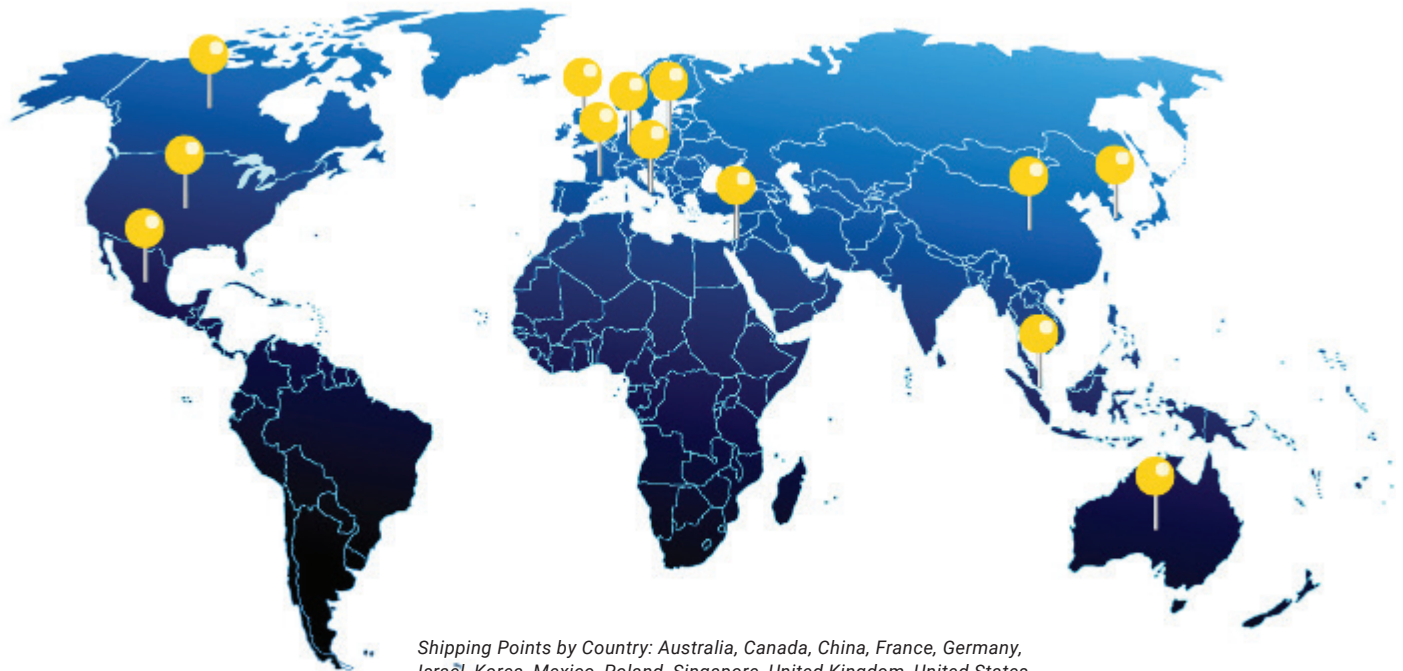 Shipping Points by Country: Australia, Canada, China, France, Germany,
Israel, Korea, Mexico, Poland, Singapore, United Kingdom, United States